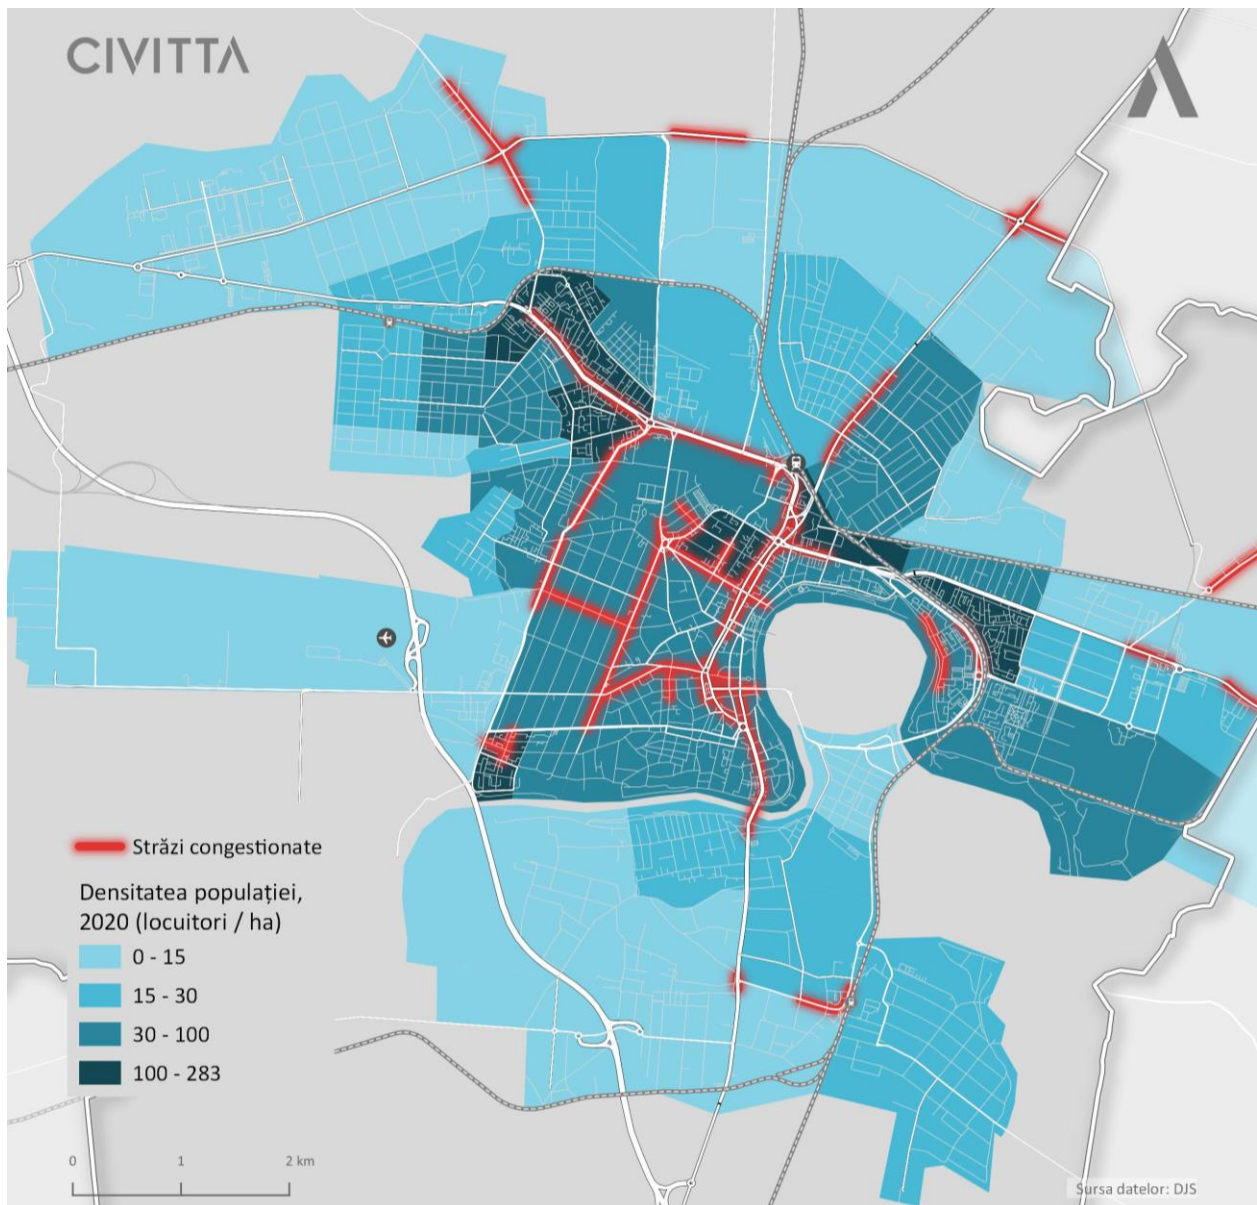 CIVITTA
Străzi congestionate
Densitatea populației,
2020 (locuitori / ha)
0 - 15
15 - 30
30 - 100
100 - 283
0 1 2 km
Sursa datelor: DJS